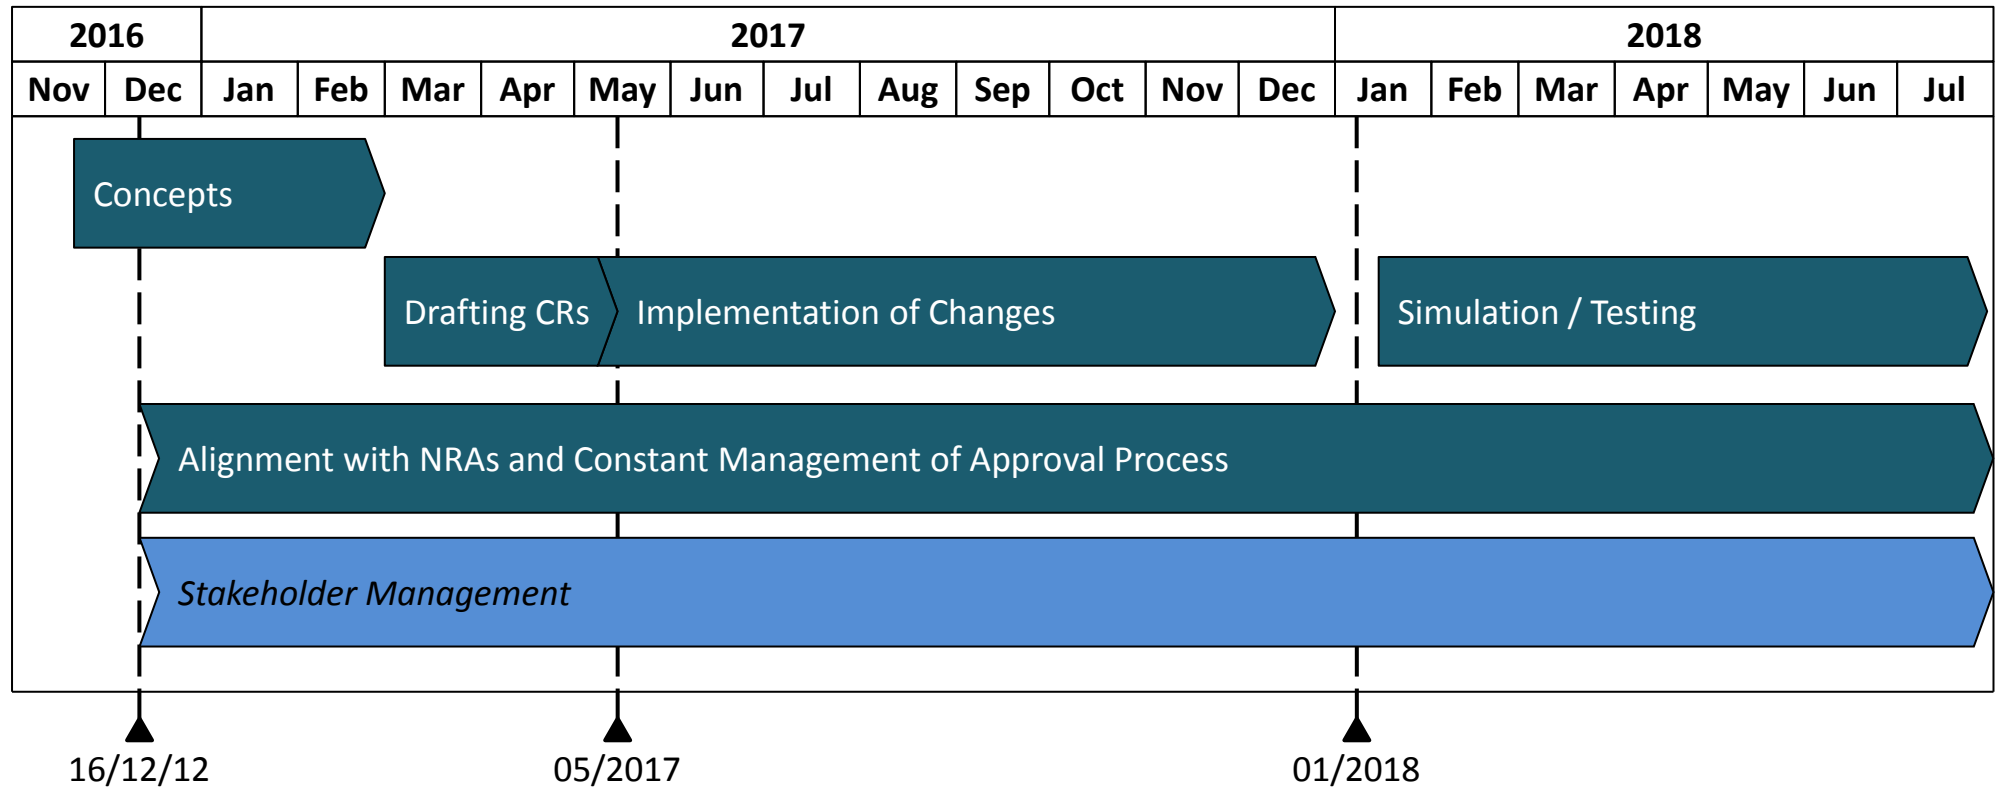 2016 2017 2018
Nov Dec Jan Feb Mar Apr May Jun Jul Aug Sep Oct Nov Dec Jan Feb Mar Apr May Jun Jul
Concepts
Drafting CRs Implementation of Changes Simulation / Testing
Alignment with NRAs and Constant Management of Approval Process
Stakeholder Management
16/12/12 05/2017 01/2018